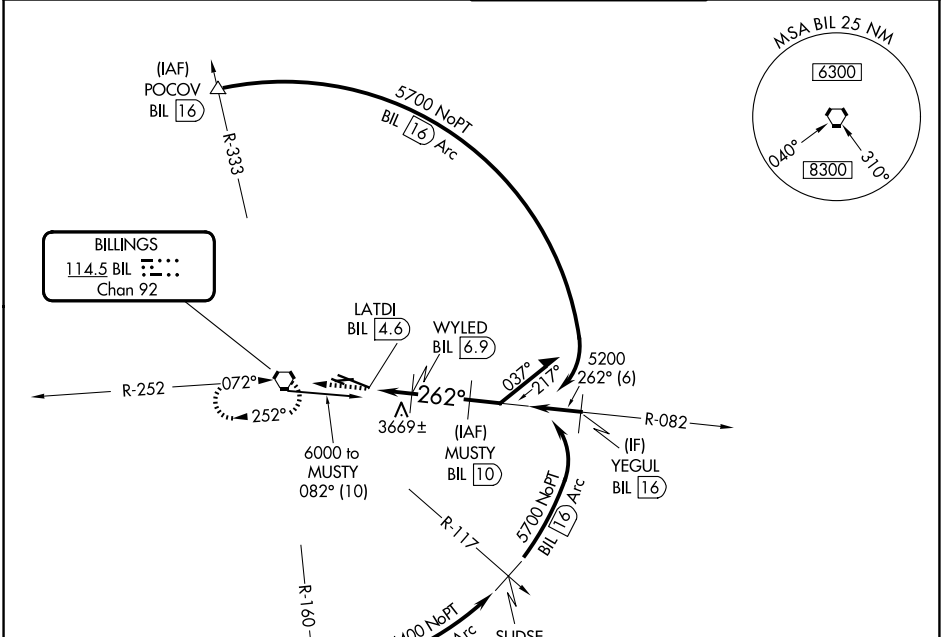 MSA BIL 25 NM
6300
040°
310°
8300
(IAF)
POCOV
BIL 16
5700 NoPT
BIL 16 Arc
R-333
BILLINGS
114.5 BIL
Chan 92
LATDI
BIL 4.6
WYLED
BIL 6.9
037°
217°
5200
262° (6)
R-252
072°
252°
262°
3669±
R-082
(IAF)
MUSTY
BIL 10
(IF)
YEGUL
BIL 16
6000 to
MUSTY
082° (10)
R-117
5700 NoPT
BIL 16 Arc
R-160